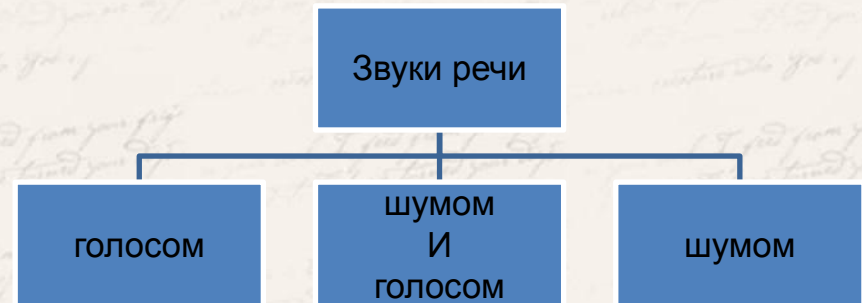 Звуки речи
голосом
шумом
И
голосом
шумом